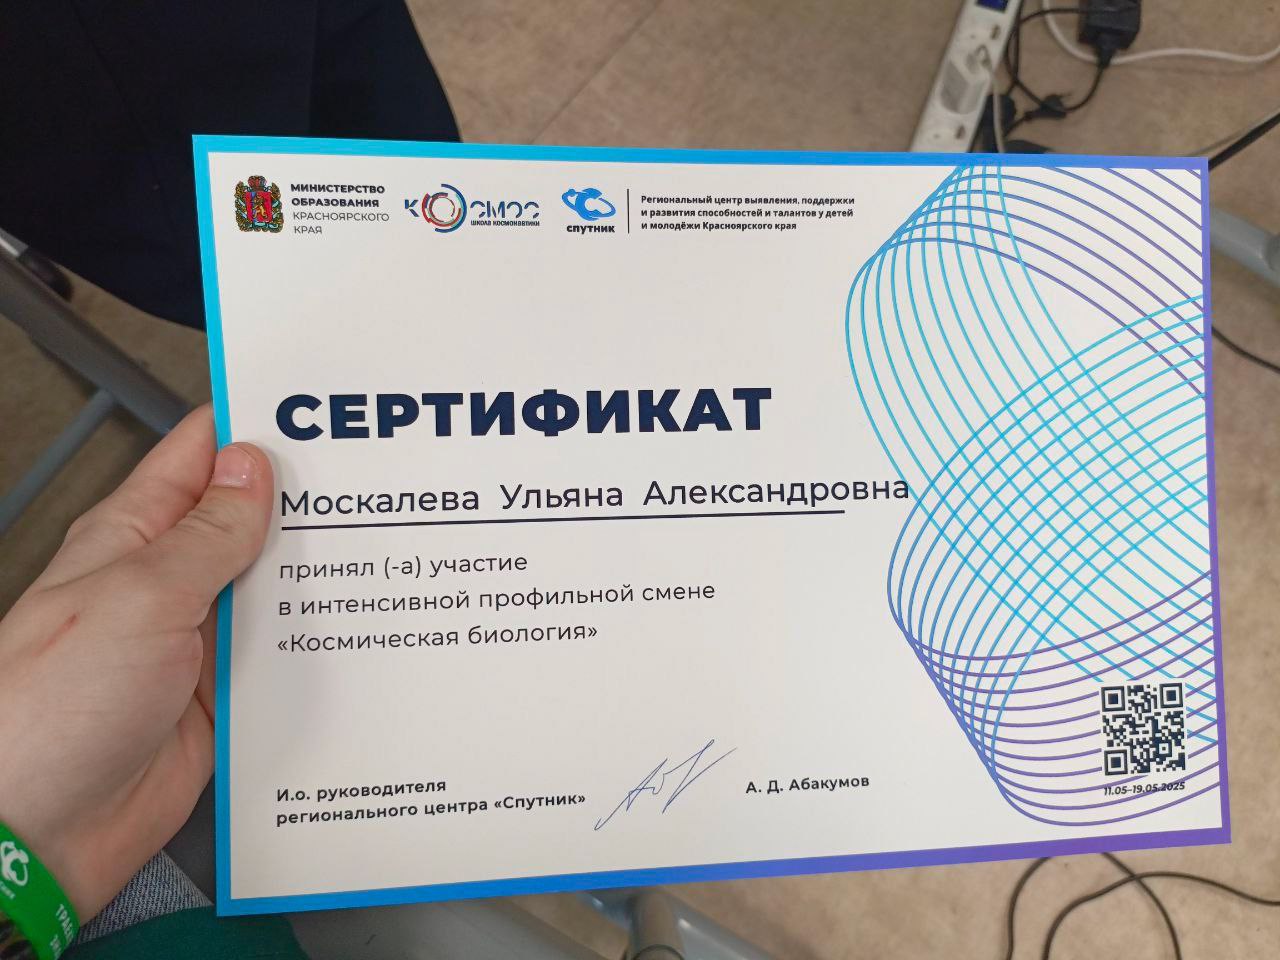 МИНИСТЕРСТВО
ОБРАЗОВАНИЯ
КРАСНОЯРСКОГО
КРАЯ
КОСМОС
ШКОЛА КОСМОНАВТИКИ
спутник
Региональный центр выявления, поддержки
и развития способностей и талантов у детей
и молодёжи Красноярского края
СЕРТИФИКАТ
Москалева Ульяна Александровна
принял (-а) участие
в интенсивной профильной смене
«Космическая биология»
И.о. руководителя
регионального центра «Спутник»
А. Д. Абакумов
11.05–19.05.2025